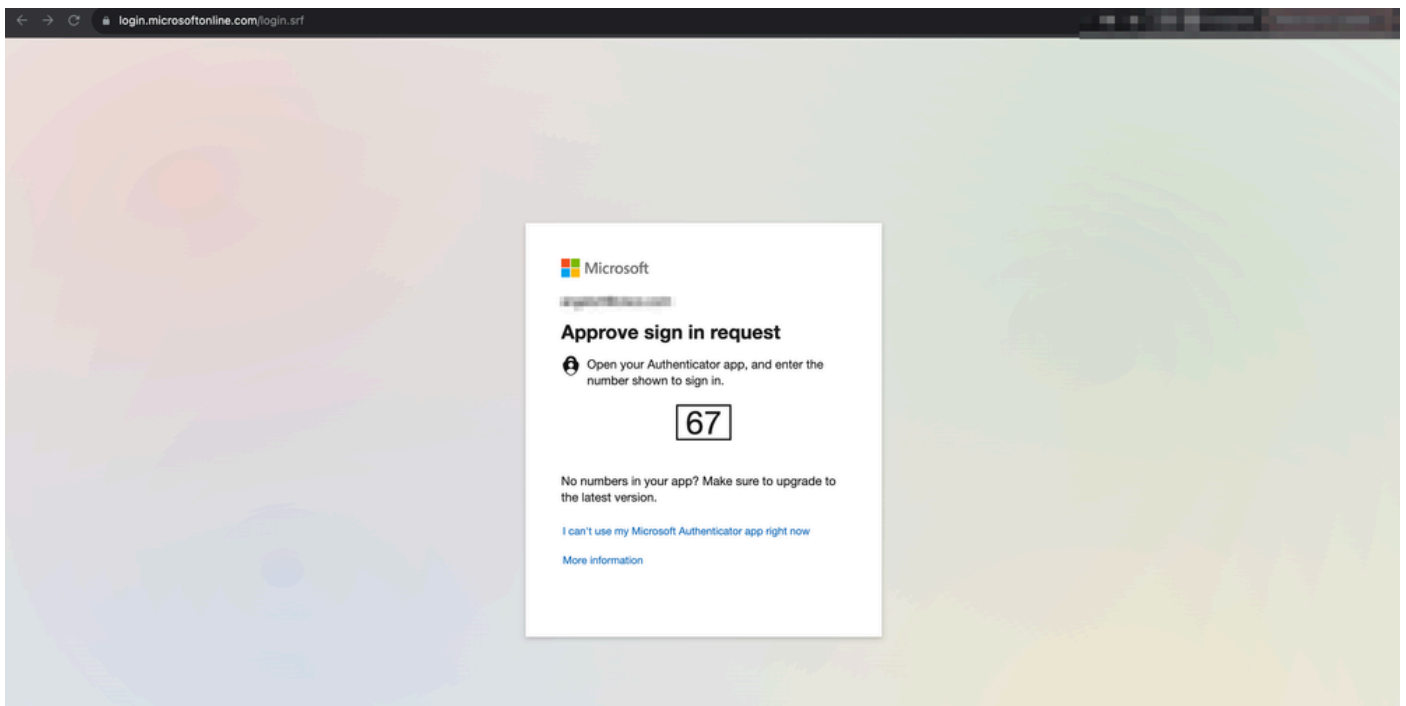 login.microsoftonline.com/login.srf
Microsoft
Approve sign in request
Open your Authenticator app, and enter the
number shown to sign in.
67
No numbers in your app? Make sure to upgrade to
the latest version.
I can't use my Microsoft Authenticator app right now
More information